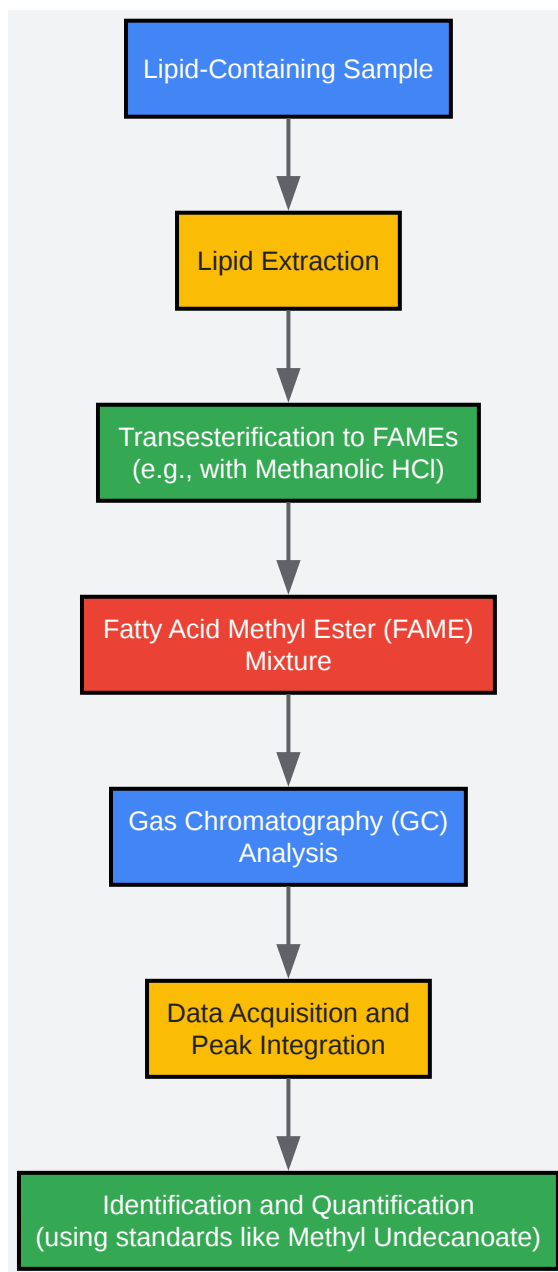 Lipid-Containing Sample
Lipid Extraction
Transesterification to FAMEs
(e.g., with Methanolic HCl)
Fatty Acid Methyl Ester (FAME)
Mixture
Gas Chromatography (GC)
Analysis
Data Acquisition and
Peak Integration
Identification and Quantification
(using standards like Methyl Undecanoate)